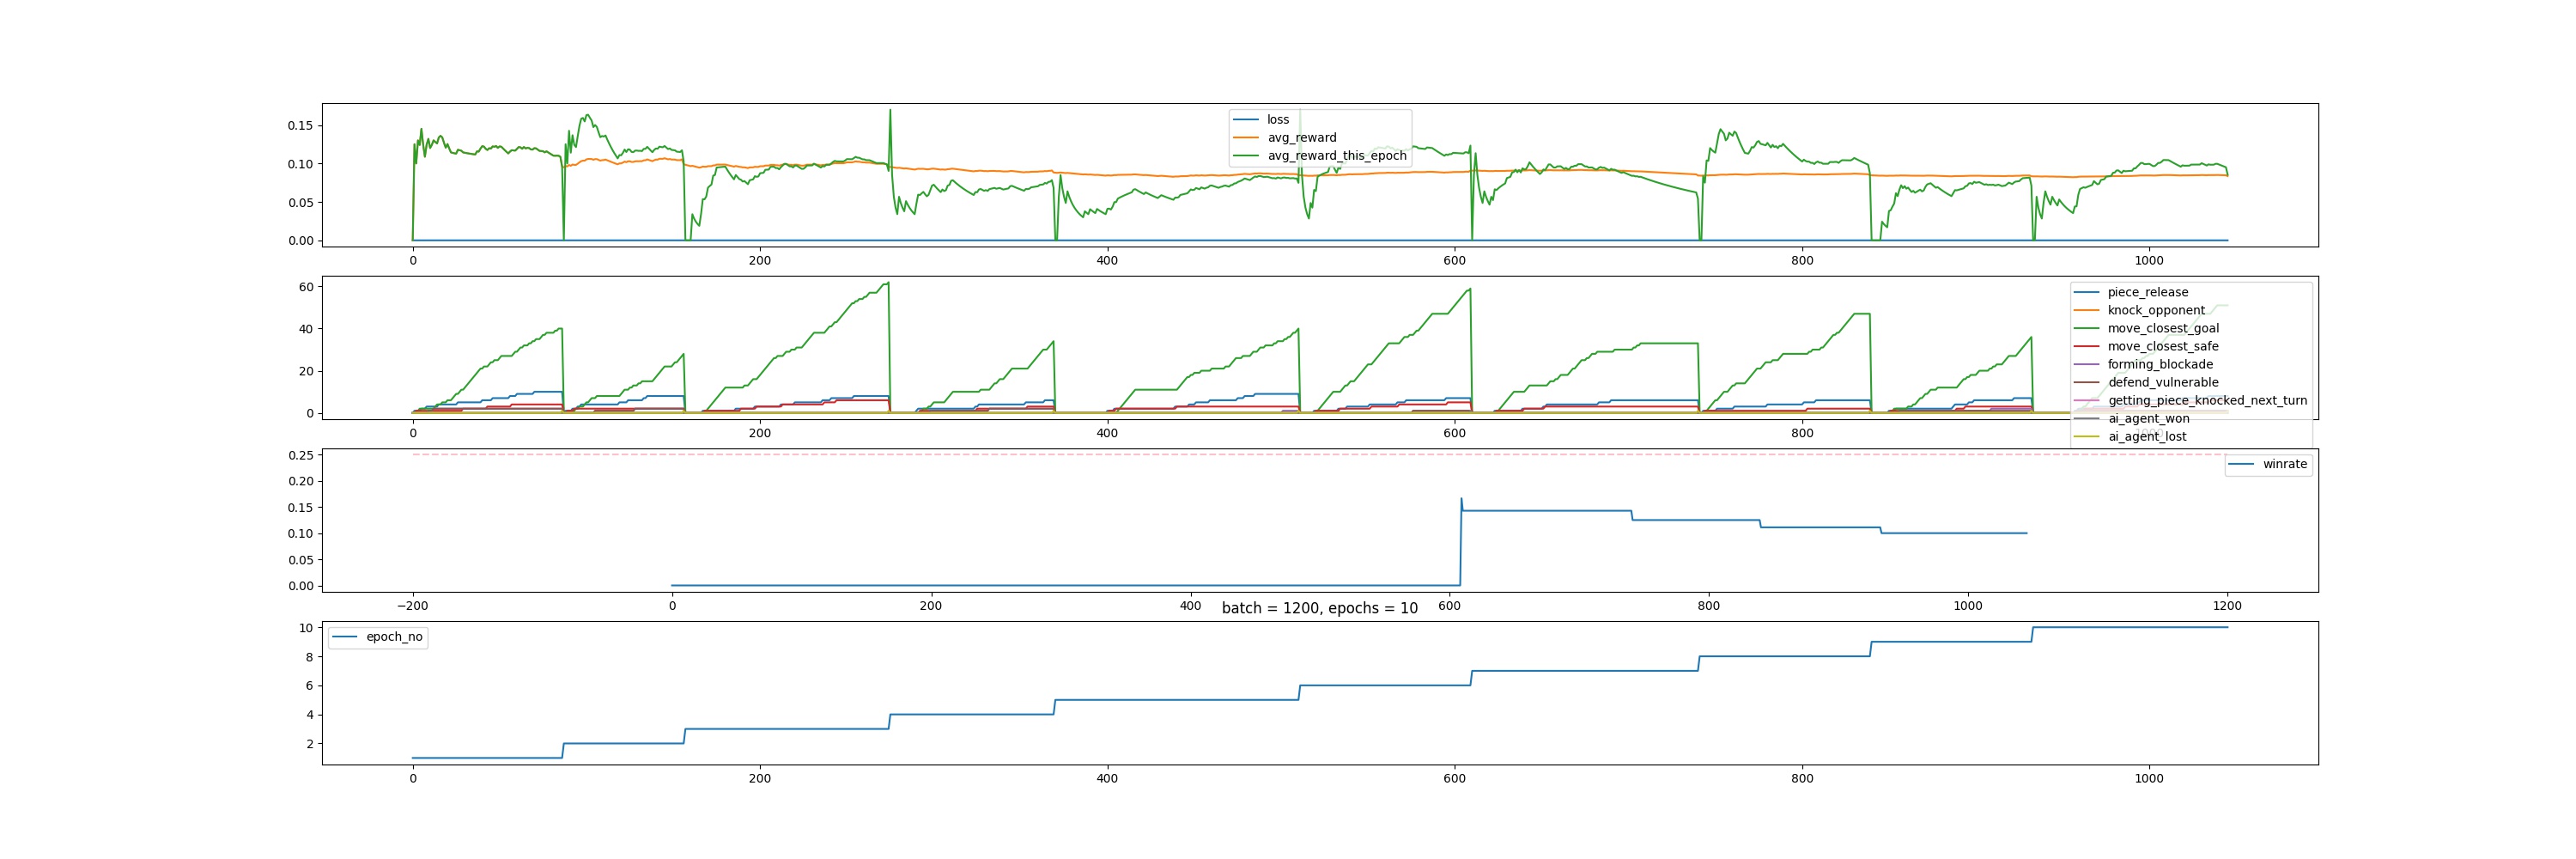 0.15
0.10
0.05
0.00
loss
avg_reward
avg_reward_this_epoch
0 200 400 600 800 1000
60
40
20
0
piece_release
knock_opponent
move_closest_goal
move_closest_safe
forming_blockade
defend_vulnerable
getting_piece_knocked_next_turn
ai_agent_won
ai_agent_lost
0 200 400 600 800 1000
0.25
0.20
0.15
0.10
0.05
0.00
winrate
−200 0 200 400 600 800 1000 1200
batch = 1200, epochs = 10
10
8
6
4
2
epoch_no
0 200 400 600 800 1000